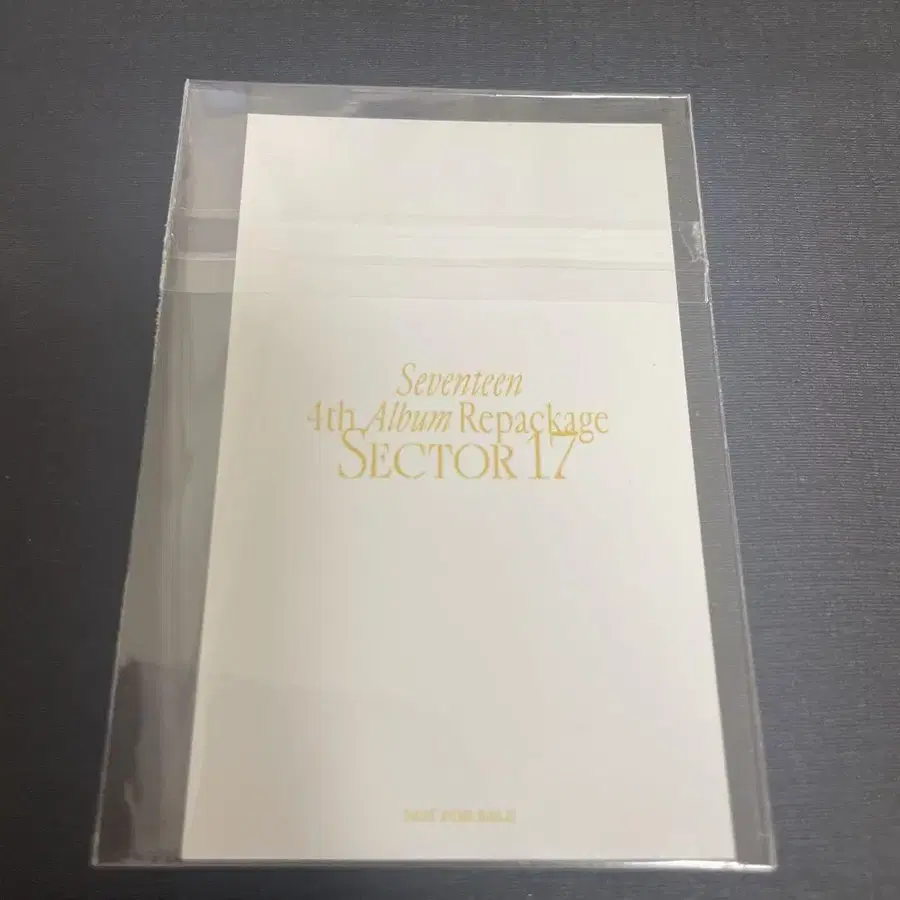 Seventeen
4th Album Repackage
SECTOR 17
NOT FOR SALE